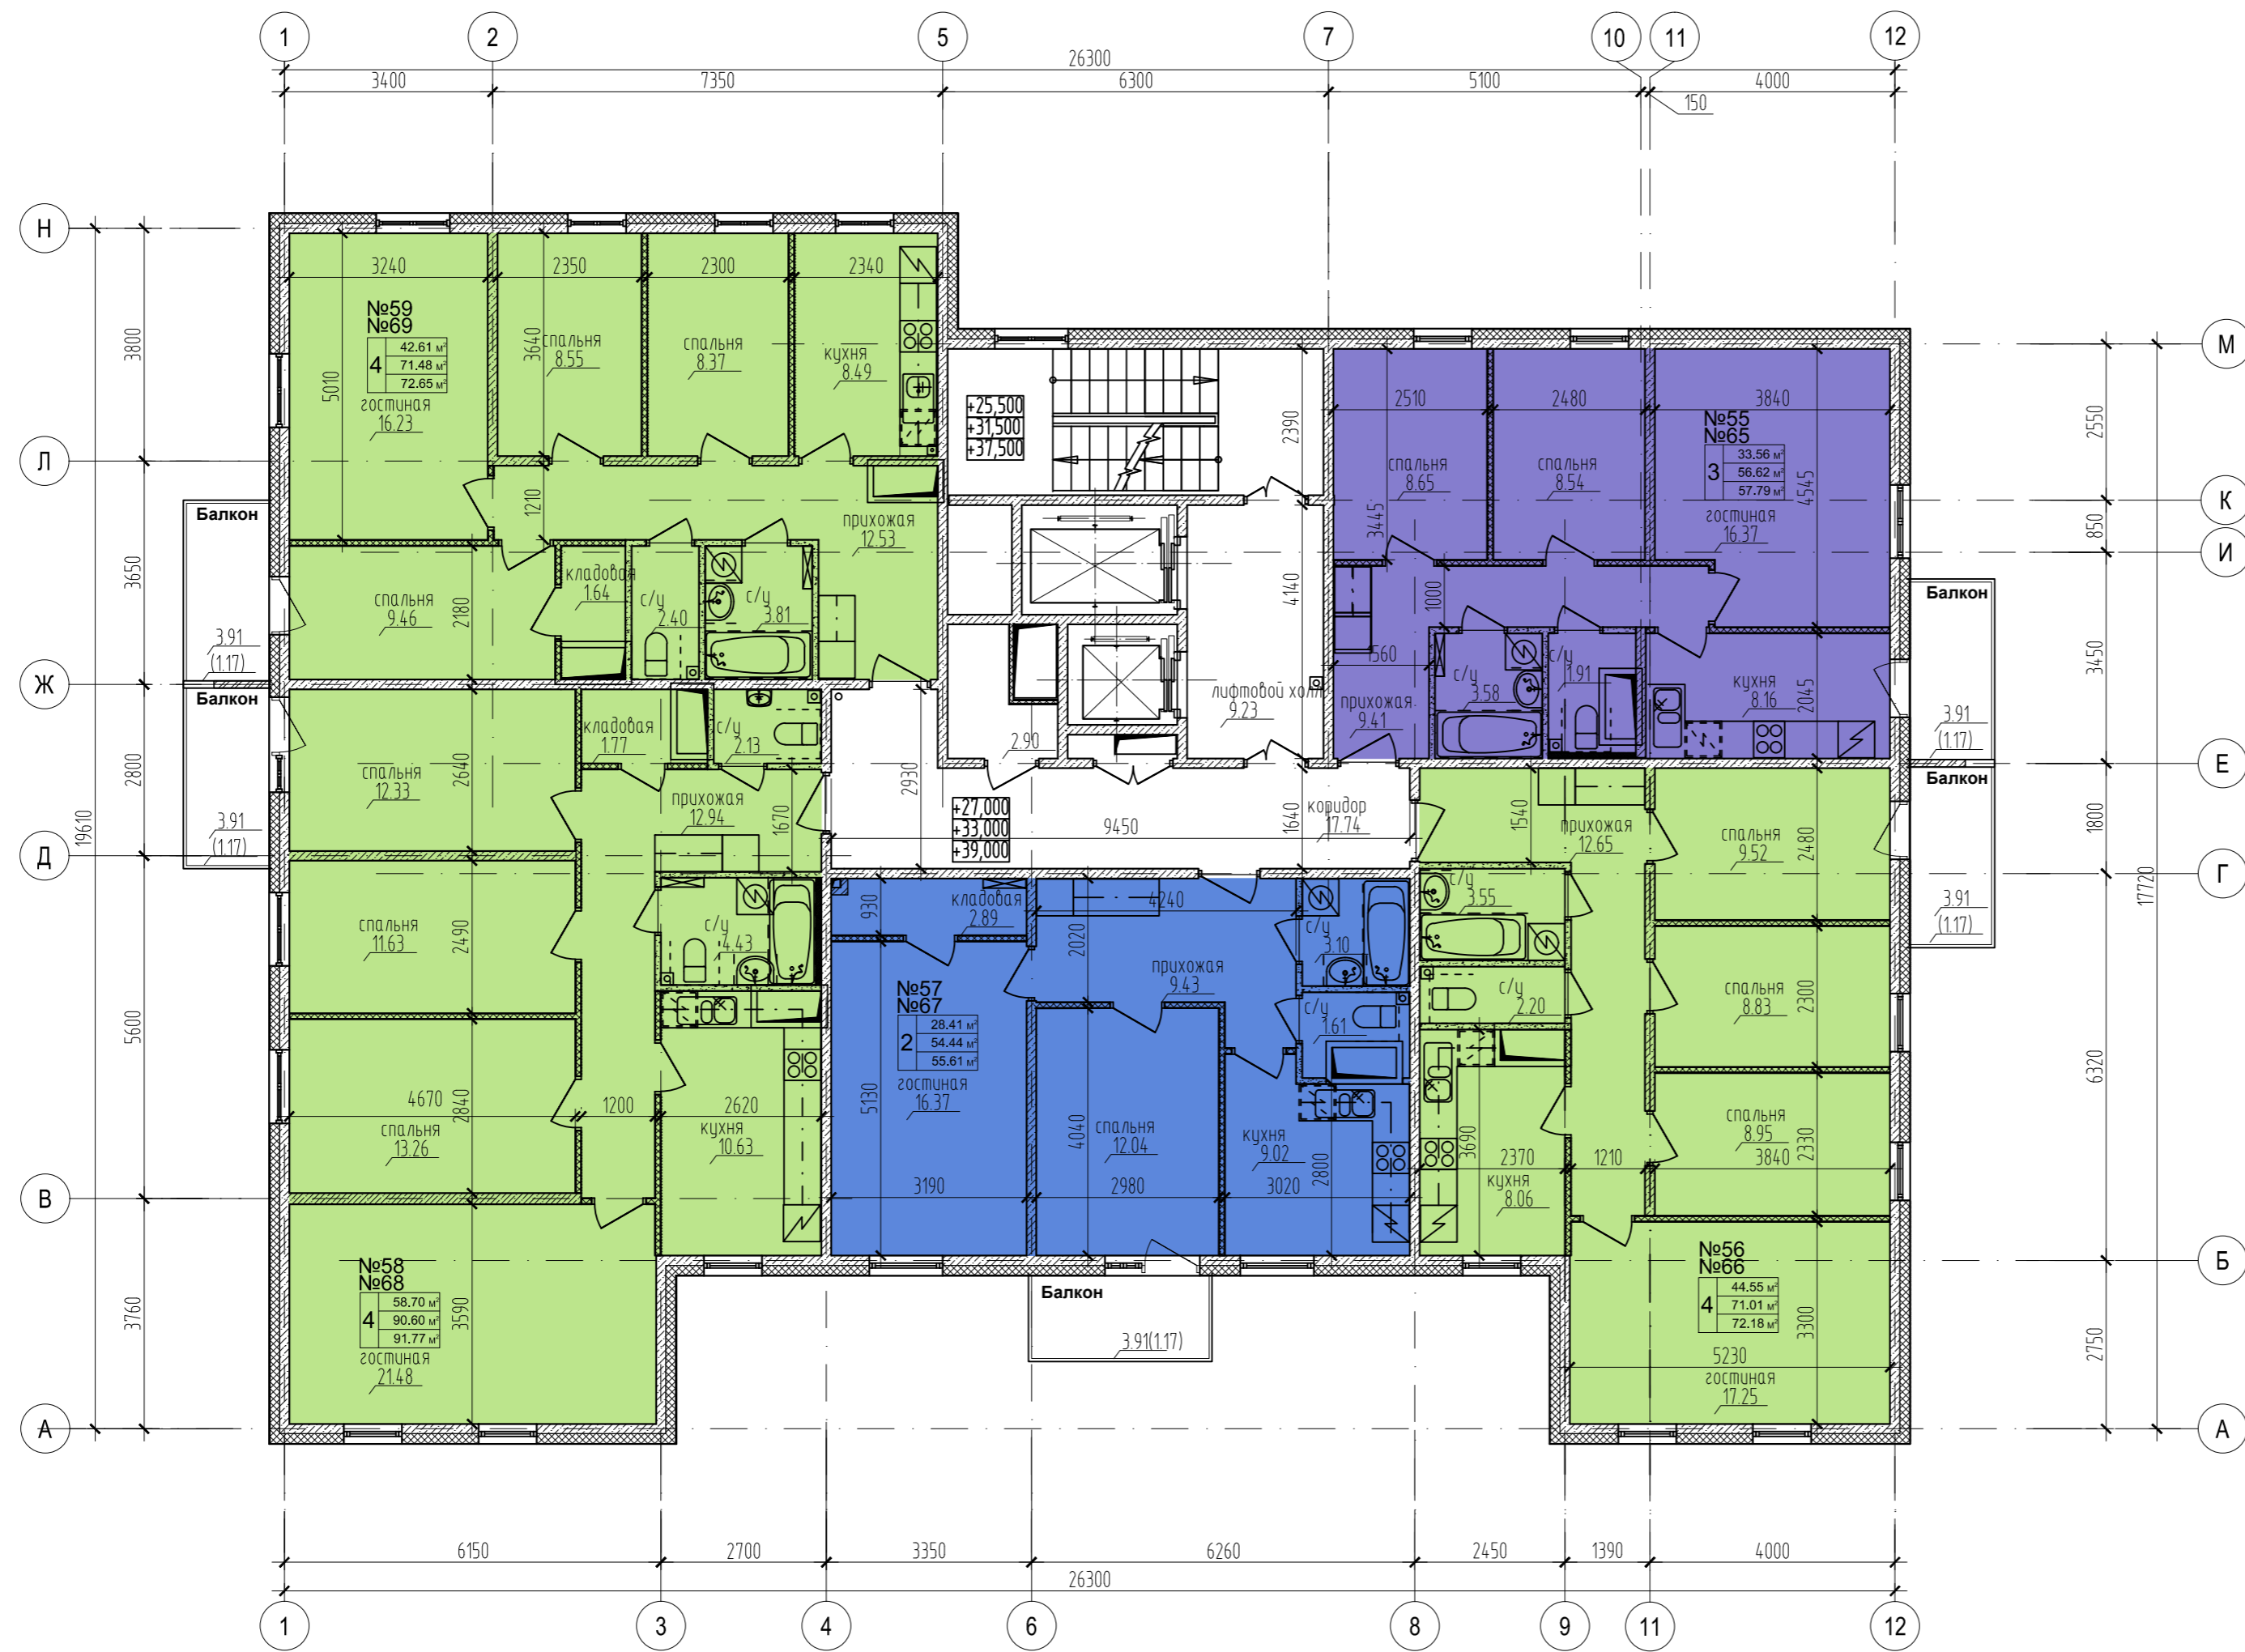 1
2
5
7
10
11
12
26300
3400
7350
6300
5100
4000
150
Н
Л
Ж
Д
В
А
М
К
И
Е
Г
Б
А
3800
3650
2800
5600
3760
19610
2550
850
3450
1800
6320
2750
17720
3240
2350
2300
2340
№59
№69
4
42.61 м²
71.48 м²
72.65 м²
гостиная
16.23
5010
3640
спальня
8.55
спальня
8.37
кухня
8.49
1210
прихожая
12.53
Балкон
3.91
(1.17)
спальня
9.46
2180
кладовая
1.64
с/у
2.40
с/у
3.81
+25,500
+31,500
+37,500
2390
4140
лифтовой холл
9.23
2.90
2510
2480
3840
№55
№65
3
33.56 м²
56.62 м²
57.79 м²
гостиная
16.37
4545
спальня
8.65
спальня
8.54
3445
1000
1560
прихожая
9.41
с/у
3.58
с/у
1.91
кухня
8.16
2045
Балкон
3.91
(1.17)
Балкон
3.91
(1.17)
спальня
12.33
2640
кладовая
1.77
с/у
2.13
прихожая
12.94
1670
2930
+27,000
+33,000
+39,000
9450
1640
коридор
17.74
1540
прихожая
12.65
спальня
9.52
2480
Балкон
3.91
(1.17)
спальня
11.63
2490
с/у
4.43
930
кладовая
2.89
4240
2020
прихожая
9.43
с/у
3.10
с/у
1.61
№57
№67
2
28.41 м²
54.44 м²
55.61 м²
гостиная
16.37
5130
4040
спальня
12.04
кухня
9.02
2800
3190
2980
3020
с/у
3.55
с/у
2.20
спальня
8.83
2300
спальня
8.95
2330
3840
3690
2370
1210
кухня
8.06
4670
2840
1200
2620
спальня
13.26
кухня
10.63
№58
№68
4
58.70 м²
90.60 м²
91.77 м²
гостиная
21.48
3590
Балкон
3.91(1.17)
№56
№66
4
44.55 м²
71.01 м²
72.18 м²
3300
5230
гостиная
17.25
6150
2700
3350
6260
2450
1390
4000
26300
1
3
4
6
8
9
11
12